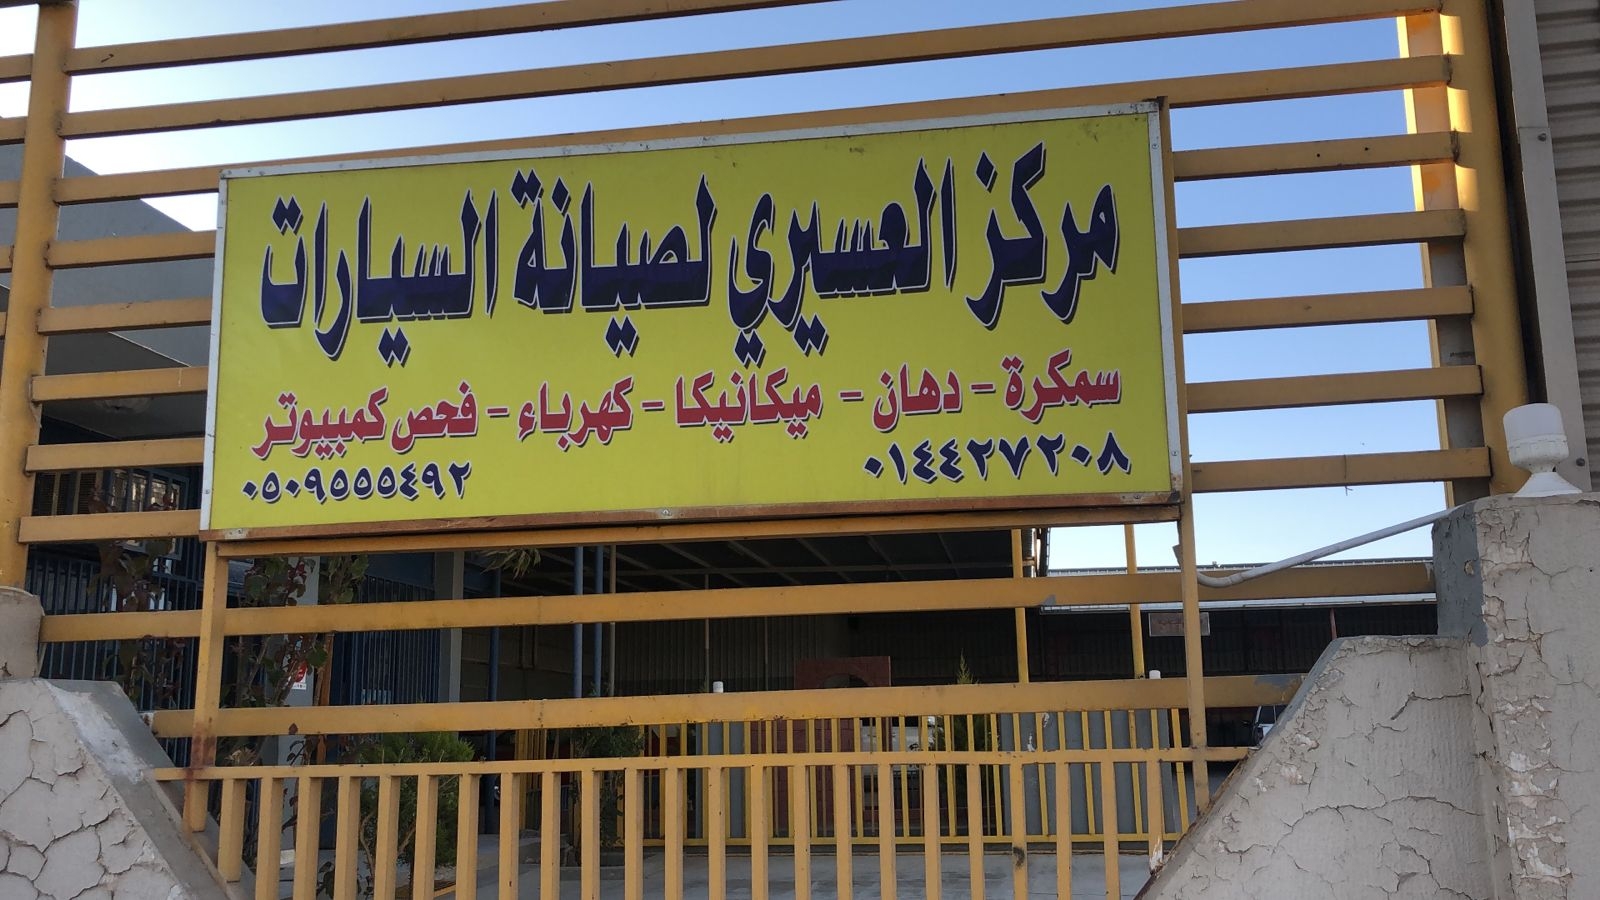 مركز العسيري لصيانة السيارات
سمكرة - دهان - ميكانيكا - كهرباء - فحص كمبيوتر
٠١٤٤٢٧٢٠٨ ٠٥٠٩٥٥٥٤٩٢